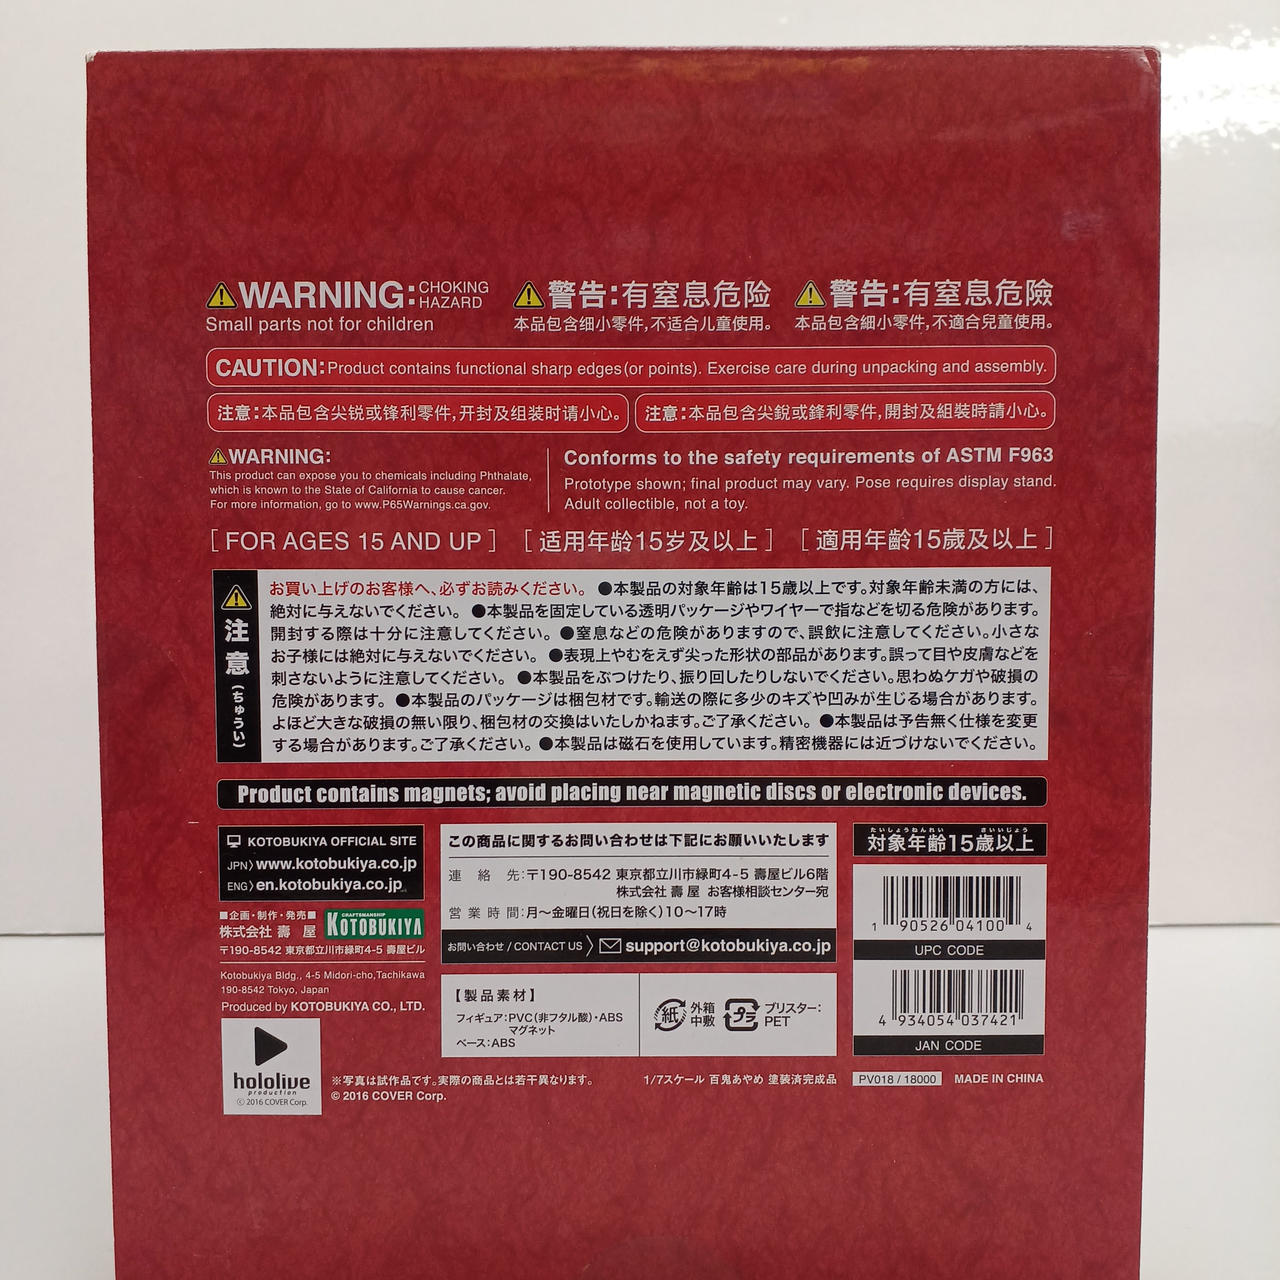 WARNING: CHOKING HAZARD
Small parts not for children
警告:有窒息危险
本品包含细小零件,不适合儿童使用。
警告:有窒息危險
本品包含細小零件,不適合兒童使用。
CAUTION: Product contains functional sharp edges (or points). Exercise care during unpacking and assembly.
注意:本品包含尖锐或锋利零件,开封及组装时请小心。
注意:本品包含尖銳或鋒利零件,開封及組裝時請小心。
WARNING:
This product can expose you to chemicals including Phthalate,
which is known to the State of California to cause cancer.
For more information, go to www.P65Warnings.ca.gov.
Conforms to the safety requirements of ASTM F963
Prototype shown; final product may vary. Pose requires display stand.
Adult collectible, not a toy.
[ FOR AGES 15 AND UP ]
[ 适用年龄15岁及以上 ]
[ 適用年齡15歲及以上 ]
注意(ちゅうい)
お買い上げのお客様へ、必ずお読みください。 ●本製品の対象年齢は15歳以上です。対象年齢未満の方には、
絶対に与えないでください。 ●本製品を固定している透明パッケージやワイヤーで指などを切る危険があります。
開封する際は十分に注意してください。 ●窒息などの危険がありますので、誤飲に注意してください。小さな
お子様には絶対に与えないでください。 ●表現上やむをえず尖った形状の部品があります。誤って目や皮膚などを
刺さないように注意してください。 ●本製品をぶつけたり、振り回したりしないでください。思わぬケガや破損の
危険があります。 ●本製品のパッケージは梱包材です。輸送の際に多少のキズや凹みが生じる場合があります。
よほど大きな破損の無い限り、梱包材の交換はいたしかねます。ご了承ください。 ●本製品は予告無く仕様を変更
する場合があります。ご了承ください。 ●本製品は磁石を使用しています。精密機器には近づけないでください。
Product contains magnets; avoid placing near magnetic discs or electronic devices.
KOTOBUKIYA OFFICIAL SITE
JPN〉www.kotobukiya.co.jp
ENG〉en.kotobukiya.co.jp
■企画・制作・発売■
株式会社 壽 屋
CRAFTSMANSHIP
KOTOBUKIYA
〒190-8542 東京都立川市緑町4-5 壽屋ビル
Kotobukiya Bldg., 4-5 Midori-cho,Tachikawa
190-8542 Tokyo, Japan
Produced by KOTOBUKIYA CO., LTD.
この商品に関するお問い合わせは下記にお願いいたします
連 絡 先:〒190-8542 東京都立川市緑町4-5 壽屋ビル6階
株式会社 壽 屋 お客様相談センター宛
営 業 時 間:月〜金曜日(祝日を除く)10〜17時
お問い合わせ / CONTACT US 〉 support@kotobukiya.co.jp
【製品素材】
フィギュア:PVC(非フタル酸)・ABS
マグネット
ベース:ABS
紙 外箱
中敷
プラ ブリスター:
PET
たいしょうねんれい さいいじょう
対象年齢15歳以上
1 90526 04100 4
UPC CODE
4 934054 037421
JAN CODE
hololive
production
© 2016 COVER Corp.
※写真は試作品です。実際の商品とは若干異なります。
© 2016 COVER Corp.
1/7スケール 百鬼あやめ 塗装済完成品
PV018 / 18000
MADE IN CHINA